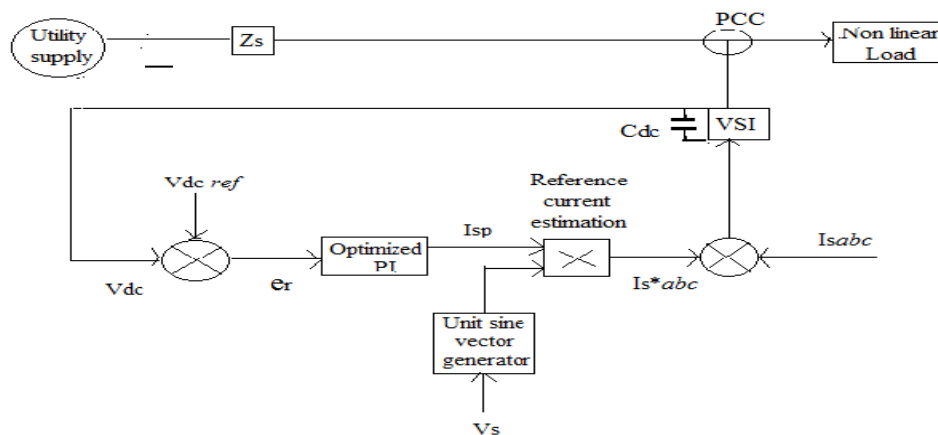 Utility
supply
Zs
PCC
.Non linear
Load
Cdc
VSI
Vdc ref
Reference
current
estimation
Optimized
PI
Isp
Isabc
Vdc
er
Is*abc
Unit sine
vector
generator
Vs